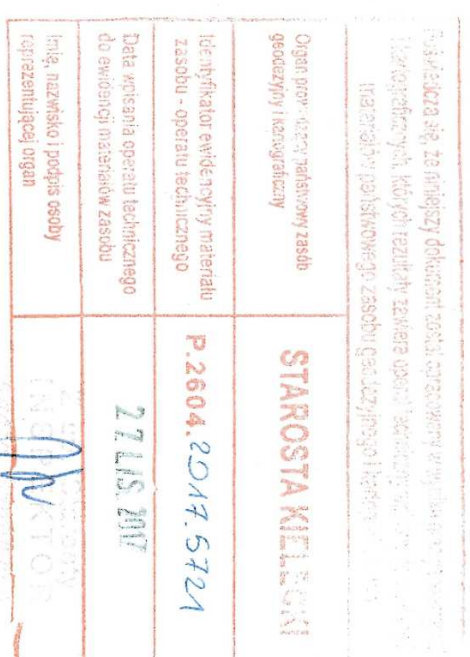 Poświadcza się, że niniejszy dokument został opracowany
kartograficznych, których rezultaty zawiera operat
materiałów państwowego zasobu geodezyjnego i
Organ prowadzący państwowy zasób
geodezyjny i kartograficzny
STAROSTA KIELECKI
Identyfikator ewidencyjny materiału
zasobu - operatu technicznego
P.2604.2017.5721
Data wpisania operatu technicznego
do ewidencji materiałów zasobu
27. LIS. 2017
Imię, nazwisko i podpis osoby
reprezentującej organ
INSPEKTOR